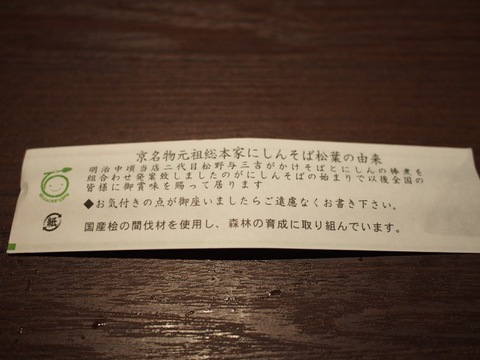 京名物元祖総本家にしんそば松葉の由来
明治中頃当店二代目松野与三吉がかけそばとにしんの棒煮を
組合わせ発案致しましたのがにしんそばの始まりで以後全国の
皆様に御賞味を賜って居ります
◆お気付きの点が御座いましたらご遠慮なくお書き下さい。
国産桧の間伐材を使用し、森林の育成に取り組んでいます。
紙